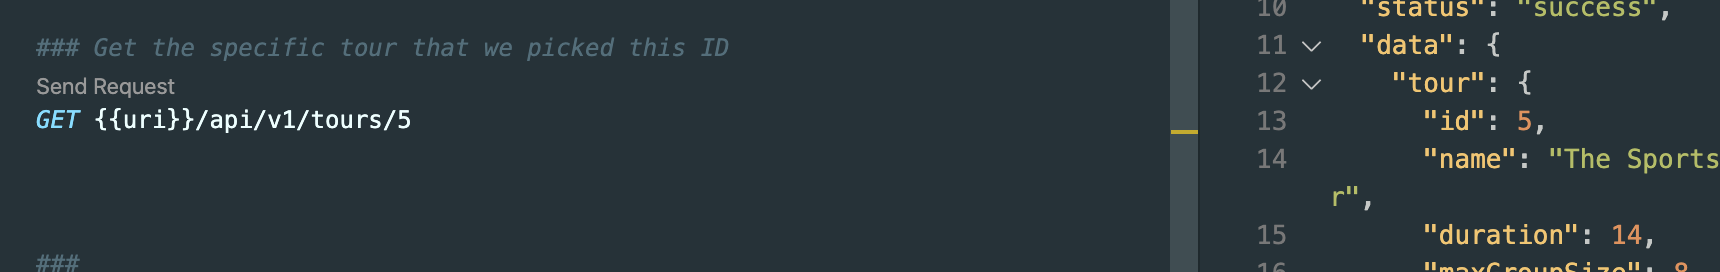 ### Get the specific tour that we picked this ID
Send Request
GET {{uri}}/api/v1/tours/5
###
10 "status": "success",
11 "data": {
12 "tour": {
13 "id": 5,
14 "name": "The Sports
r",
15 "duration": 14,
16 "maxGroupSize": 8